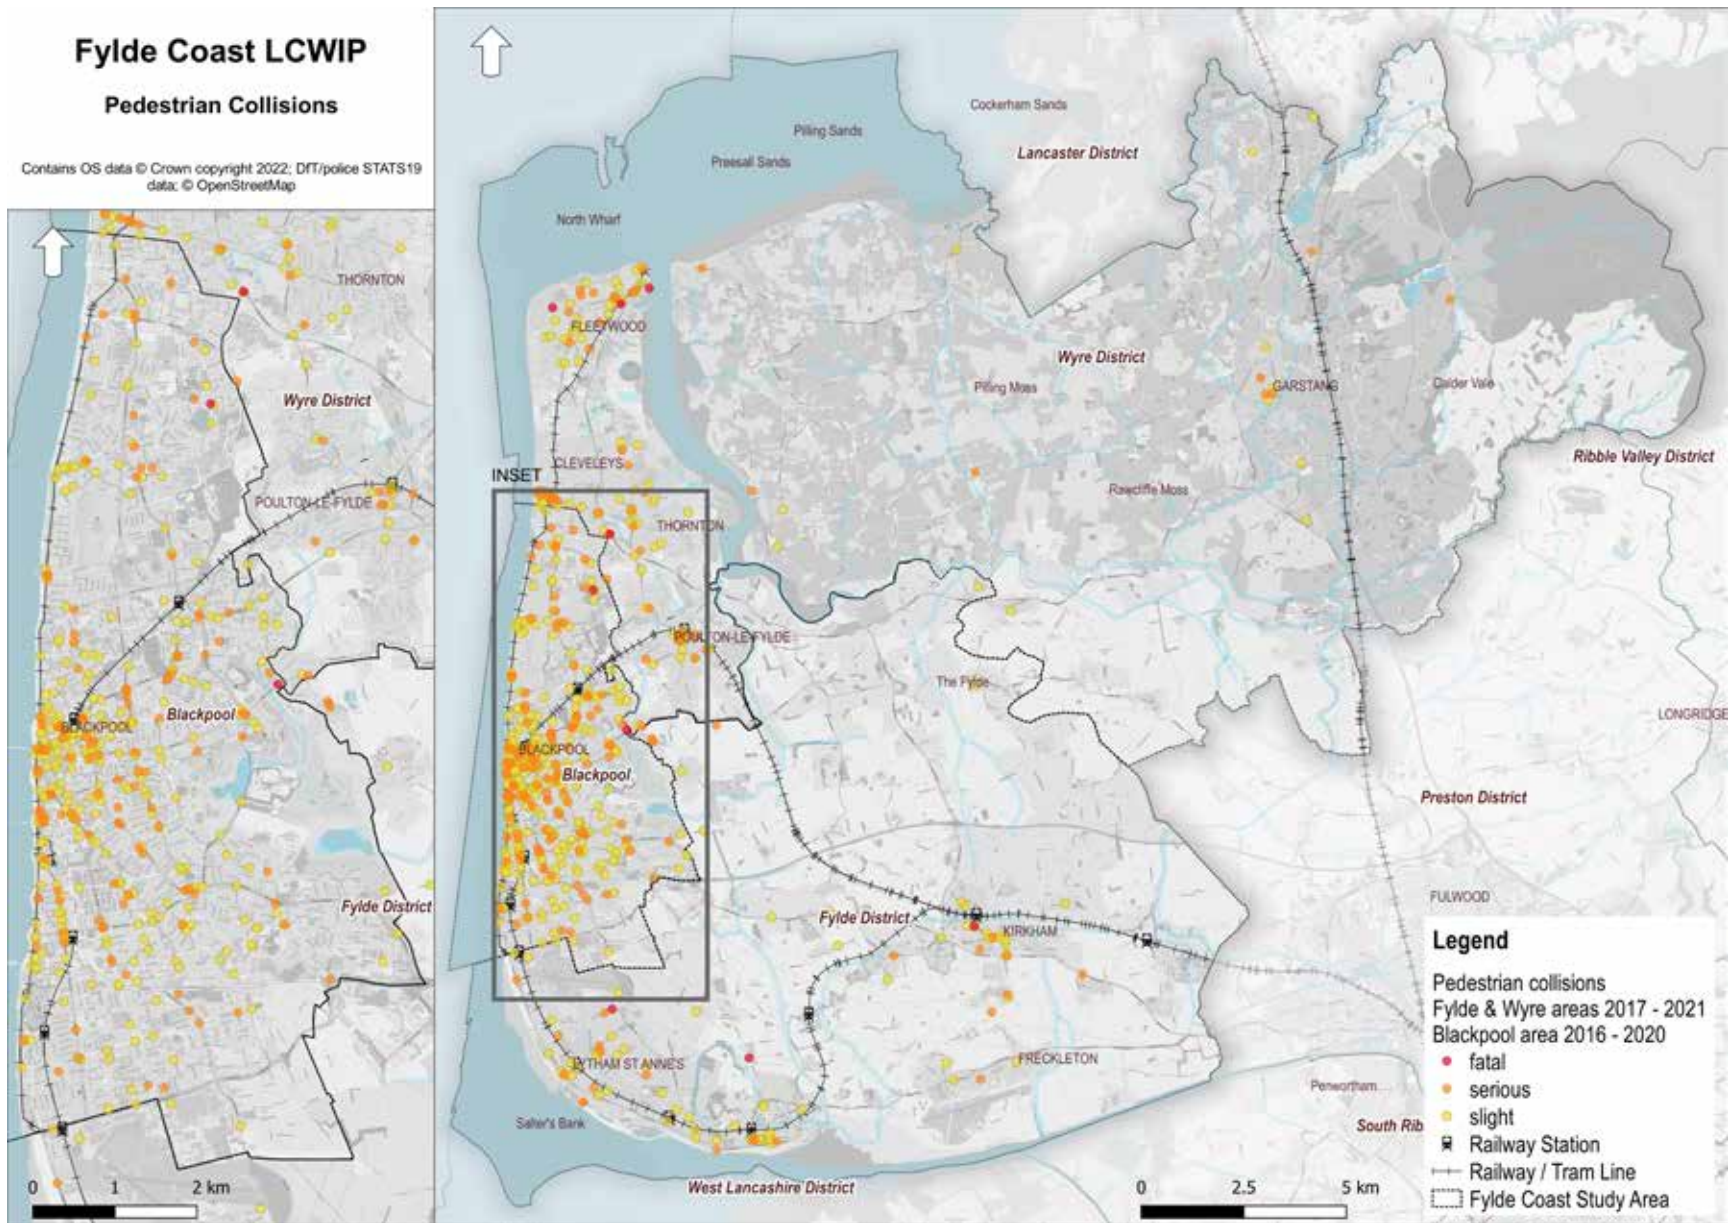 Fylde Coast LCWIP
Pedestrian Collisions
Contains OS data © Crown copyright 2022; DfT/police STATS19
data; © OpenStreetMap
THORNTON
Wyre District
POULTON-LE-FYLDE
BLACKPOOL
Blackpool
Fylde District
0 1 2 km
Cockerham Sands
Pilling Sands
Lancaster District
Preesall Sands
North Wharf
FLEETWOOD
Wyre District
Pilling Moss
GARSTANG
Calder Vale
Ribble Valley District
CLEVELEYS
INSET
Rawcliffe Moss
THORNTON
POULTON-LE-FYLDE
The Fylde
LONGRIDGE
BLACKPOOL
Blackpool
Preston District
FULWOOD
Fylde District
KIRKHAM
LYTHAM ST ANNES
FRECKLETON
Penwortham
Salter's Bank
South Rib
West Lancashire District
0 2.5 5 km
Legend
Pedestrian collisions
Fylde & Wyre areas 2017 - 2021
Blackpool area 2016 - 2020
fatal
serious
slight
Railway Station
Railway / Tram Line
Fylde Coast Study Area